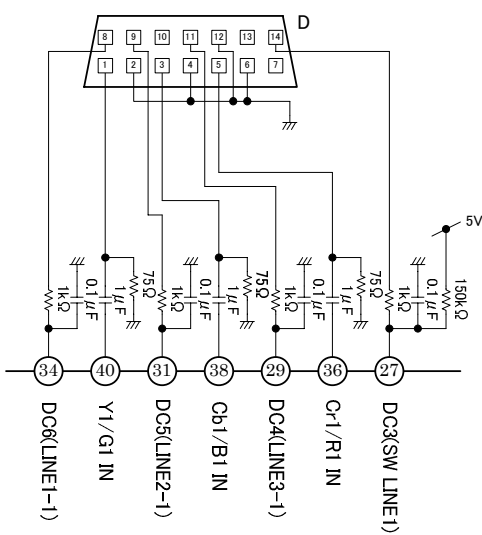 D
8 9 10 11 12 13 14
1 2 3 4 5 6 7
5V
1kΩ
0.1μF
1μF
75Ω
1kΩ
0.1μF
1μF
75Ω
1kΩ
0.1μF
1μF
75Ω
1kΩ
0.1μF
150kΩ
34 40 31 38 29 36 27
DC6(LINE1-1)
Y1/G1 IN
DC5(LINE2-1)
Cb1/B1 IN
DC4(LINE3-1)
Cr1/R1 IN
DC3(SW LINE1)